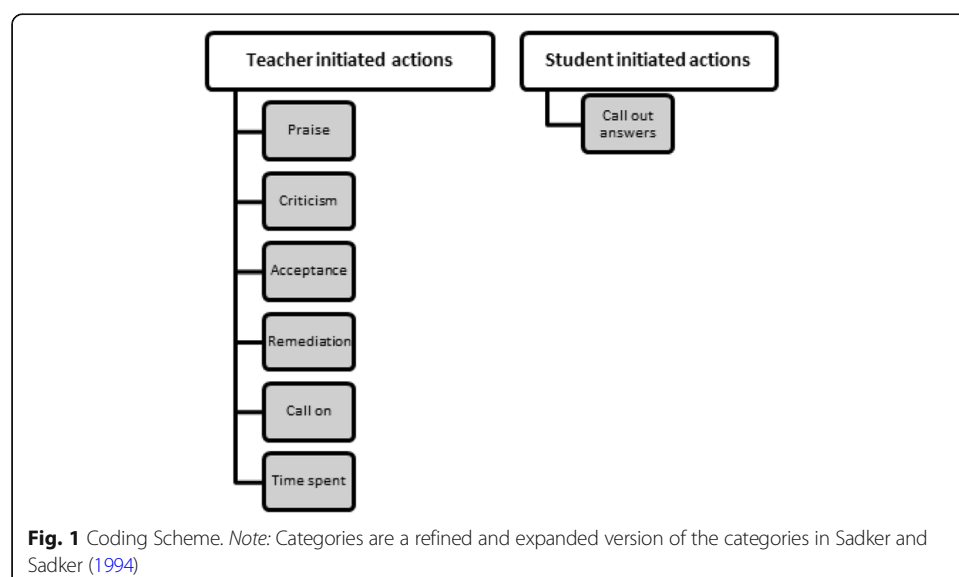 Teacher initiated actions
Praise
Criticism
Acceptance
Remediation
Call on
Time spent
Student initiated actions
Call out
answers
Fig. 1 Coding Scheme. Note: Categories are a refined and expanded version of the categories in Sadker and
Sadker (1994)